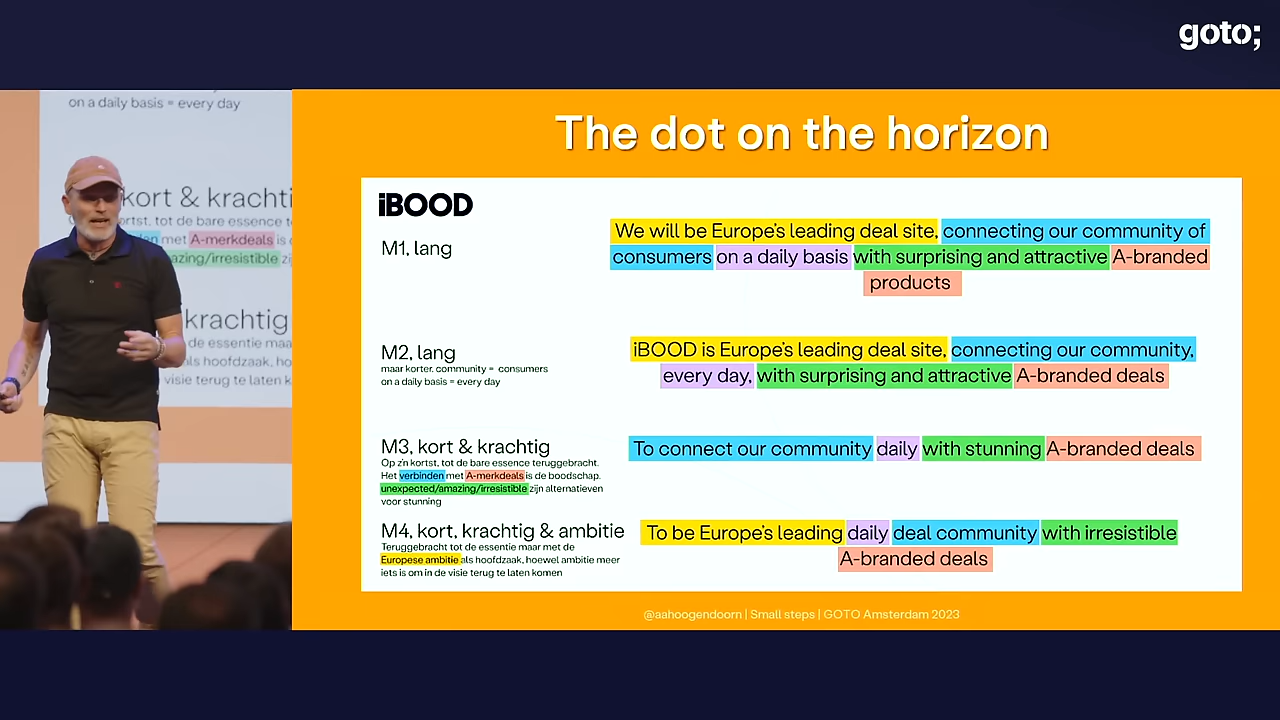 goto;
on a daily basis = every day
kort & krachti
met A-merkdeals is
azing/irresistible
krachtig
The dot on the horizon
iBOOD
M1, lang
We will be Europe's leading deal site, connecting our community of
consumers on a daily basis with surprising and attractive A-branded
products
M2, lang
maar korter. community = consumers
on a daily basis = every day
iBOOD is Europe's leading deal site, connecting our community,
every day, with surprising and attractive A-branded deals
M3, kort & krachtig
Op z'n kortst, tot de bare essence teruggebracht.
Het verbinden met A-merkdeals is de boodschap.
unexpected/amazing/irresistible zijn alternatieven
voor stunning
To connect our community daily with stunning A-branded deals
M4, kort, krachtig & ambitie
Teruggebracht tot de essentie maar met de
Europese ambitie als hoofdzaak, hoewel ambitie meer
iets is om in de visie terug te laten komen
To be Europe's leading daily deal community with irresistible
A-branded deals
@aahoogendoorn | Small steps | GOTO Amsterdam 2023